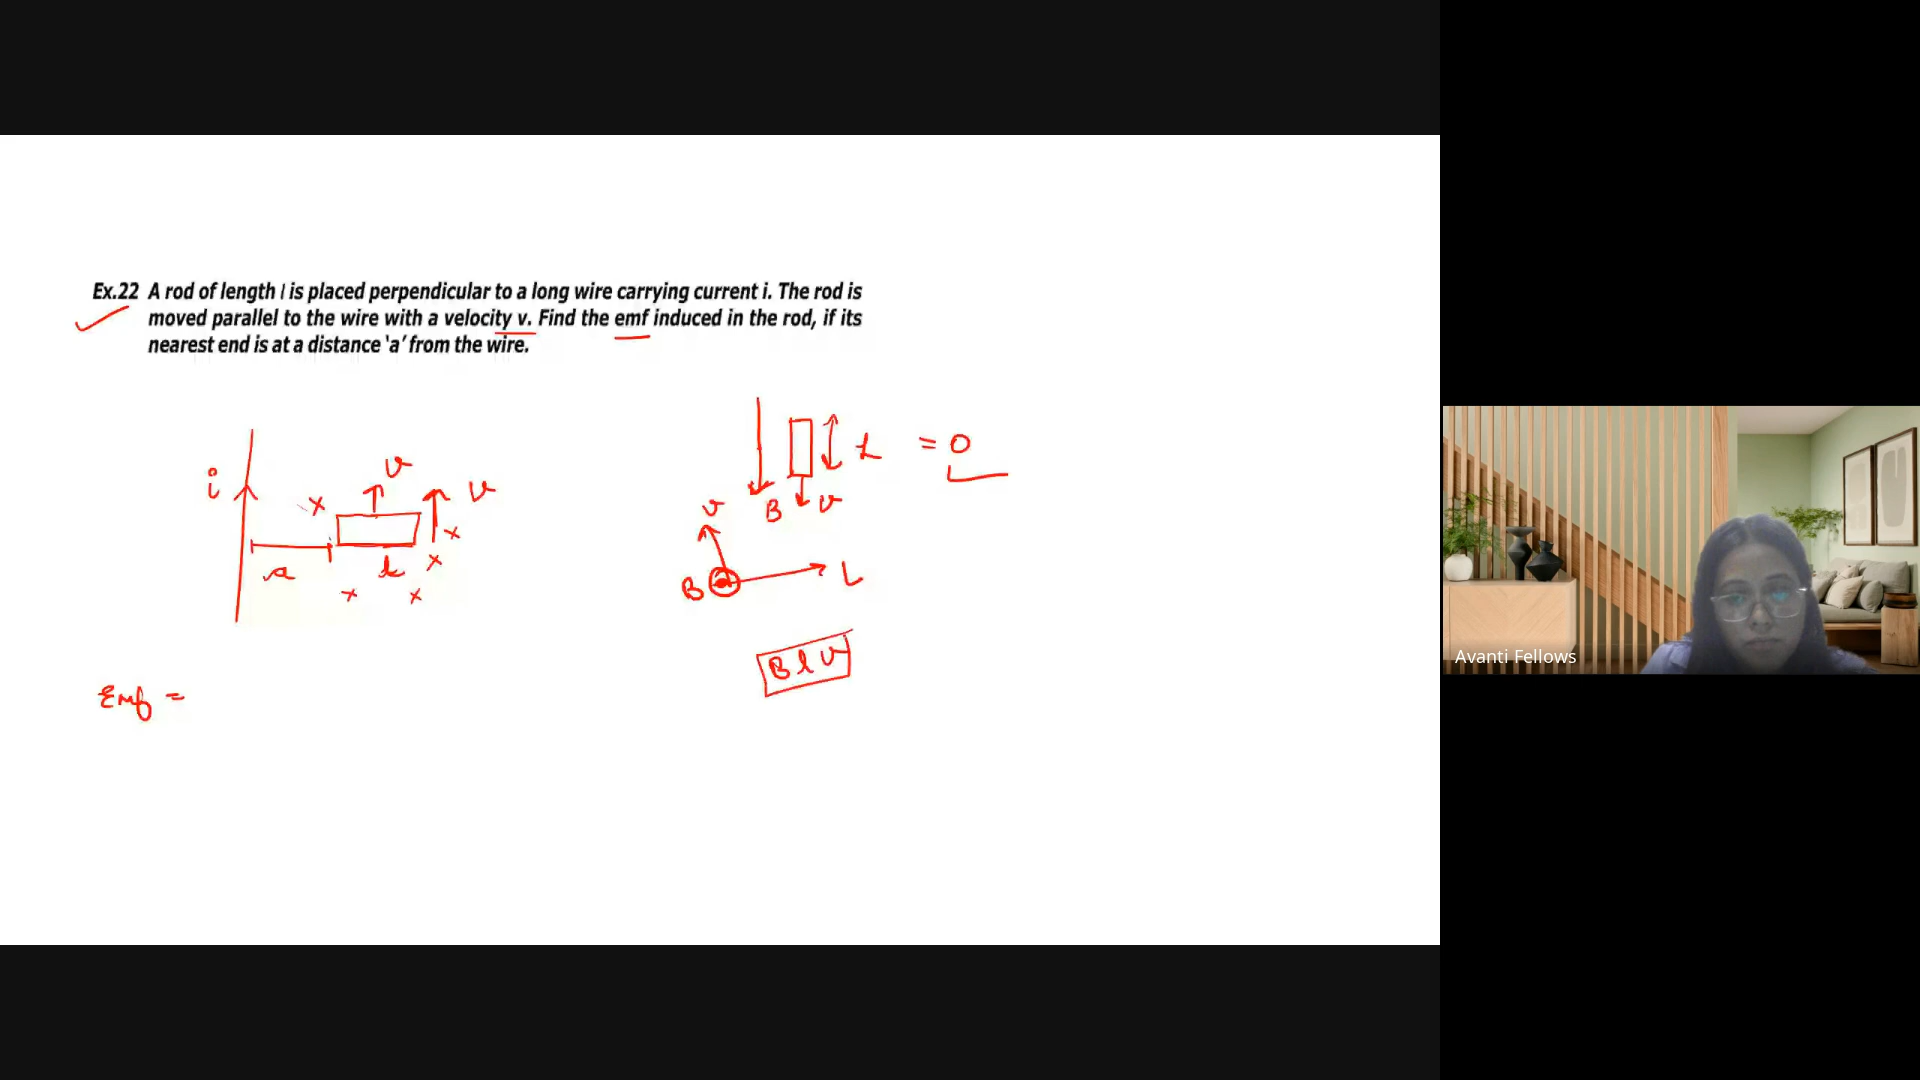 Ex.22 A rod of length l is placed perpendicular to a long wire carrying current i. The rod is
moved parallel to the wire with a velocity v. Find the emf induced in the rod, if its
nearest end is at a distance 'a' from the wire.
i
v
v
x
x
x
x
x
a
l
L = 0
B v
v
B L
B l v
Emf =
Avanti Fellows